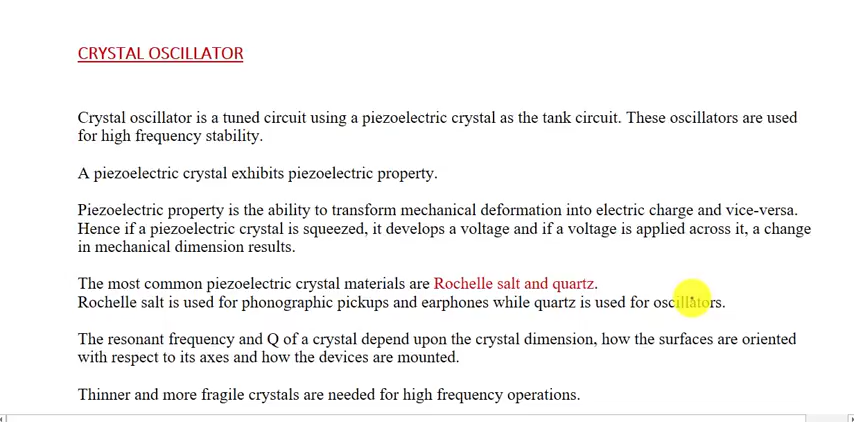 CRYSTAL OSCILLATOR
Crystal oscillator is a tuned circuit using a piezoelectric crystal as the tank circuit. These oscillators are used
for high frequency stability.
A piezoelectric crystal exhibits piezoelectric property.
Piezoelectric property is the ability to transform mechanical deformation into electric charge and vice-versa.
Hence if a piezoelectric crystal is squeezed, it develops a voltage and if a voltage is applied across it, a change
in mechanical dimension results.
The most common piezoelectric crystal materials are Rochelle salt and quartz.
Rochelle salt is used for phonographic pickups and earphones while quartz is used for oscillators.
The resonant frequency and Q of a crystal depend upon the crystal dimension, how the surfaces are oriented
with respect to its axes and how the devices are mounted.
Thinner and more fragile crystals are needed for high frequency operations.